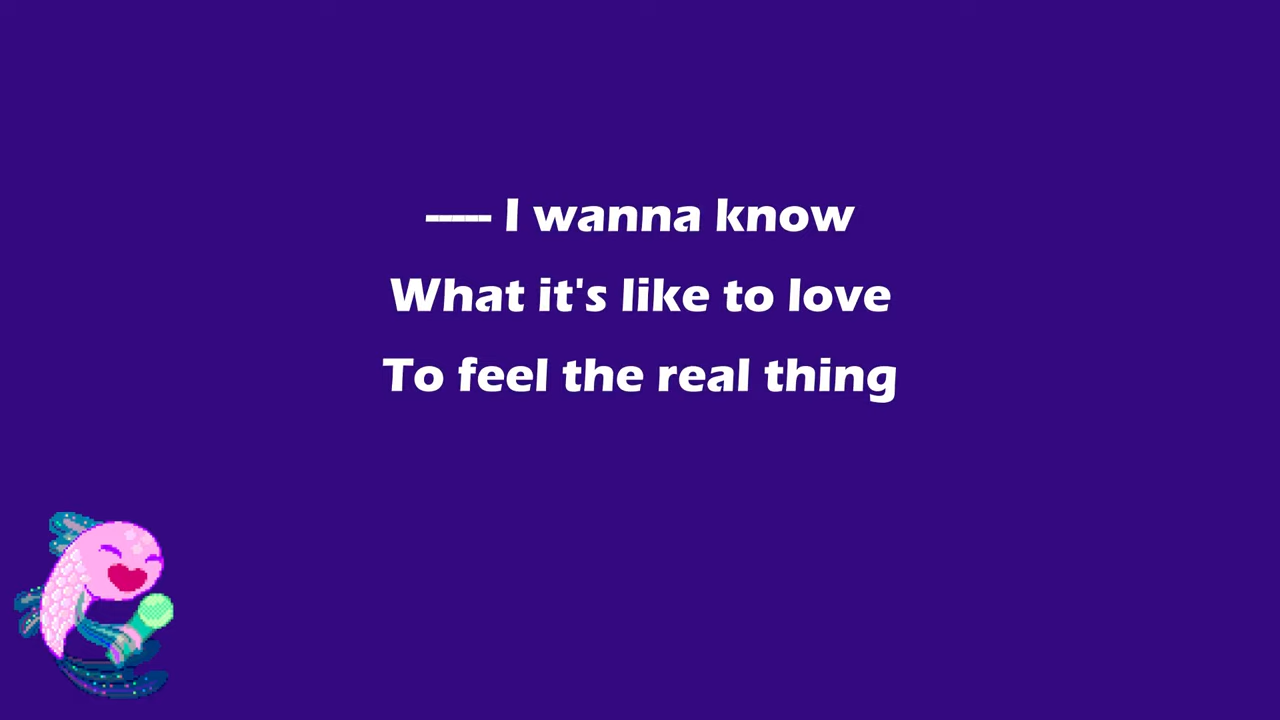 ----- I wanna know
What it's like to love
To feel the real thing